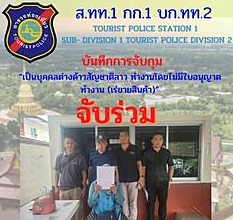 ส.ทท.1 กก.1 บก.ทท.2
TOURIST POLICE STATION 1
SUB- DIVISION 1 TOURIST POLICE DIVISION 2
บันทึกการจับกุม
"เป็นบุคคลต่างด้าวสัญชาติลาว ทำงานโดยไม่มีใบอนุญาต
ทำงาน (เร่ขายสินค้า)"
จับร่วม